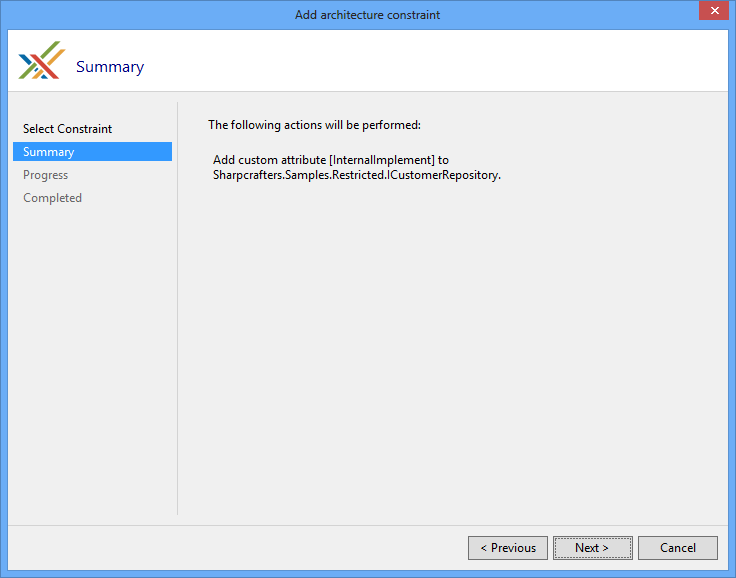 Add architecture constraint
Summary
Select Constraint
Summary
Progress
Completed
The following actions will be performed:
Add custom attribute [InternalImplement] to
Sharpcrafters.Samples.Restricted.ICustomerRepository.
< Previous
Next >
Cancel